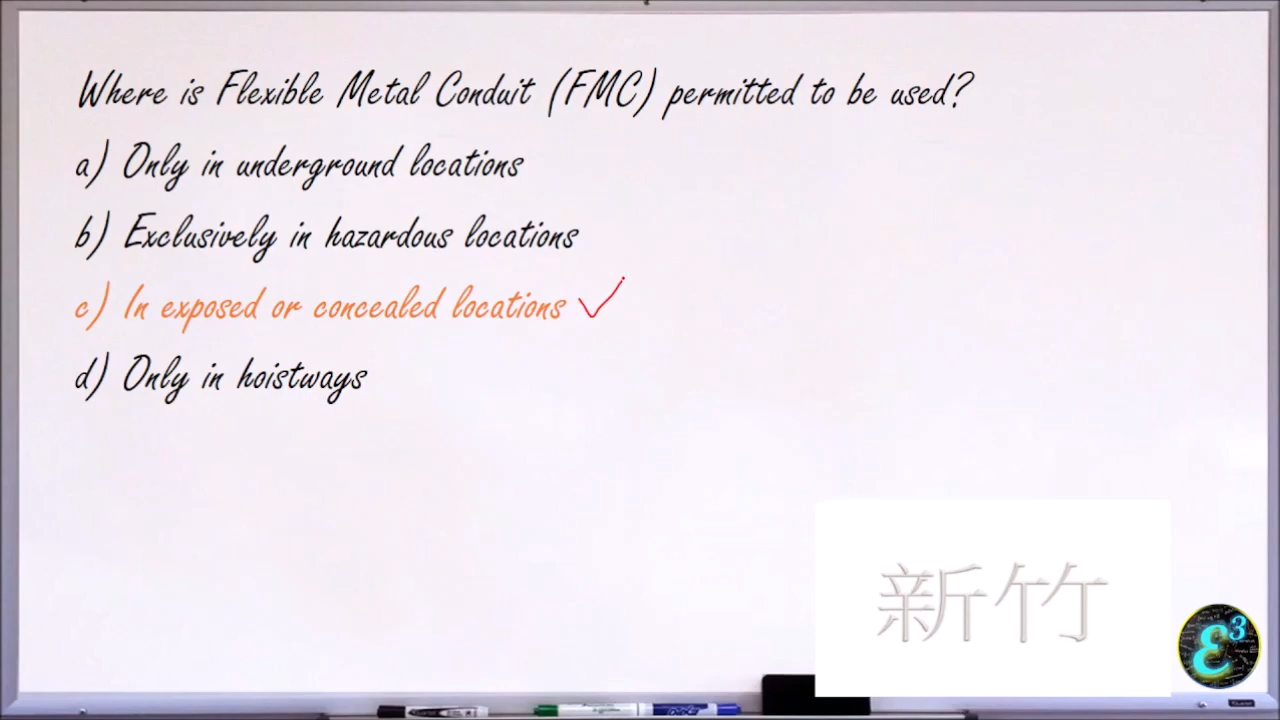 Where is Flexible Metal Conduit (FMC) permitted to be used?
a) Only in underground locations
b) Exclusively in hazardous locations
c) In exposed or concealed locations
d) Only in hoistways
新竹
ε3